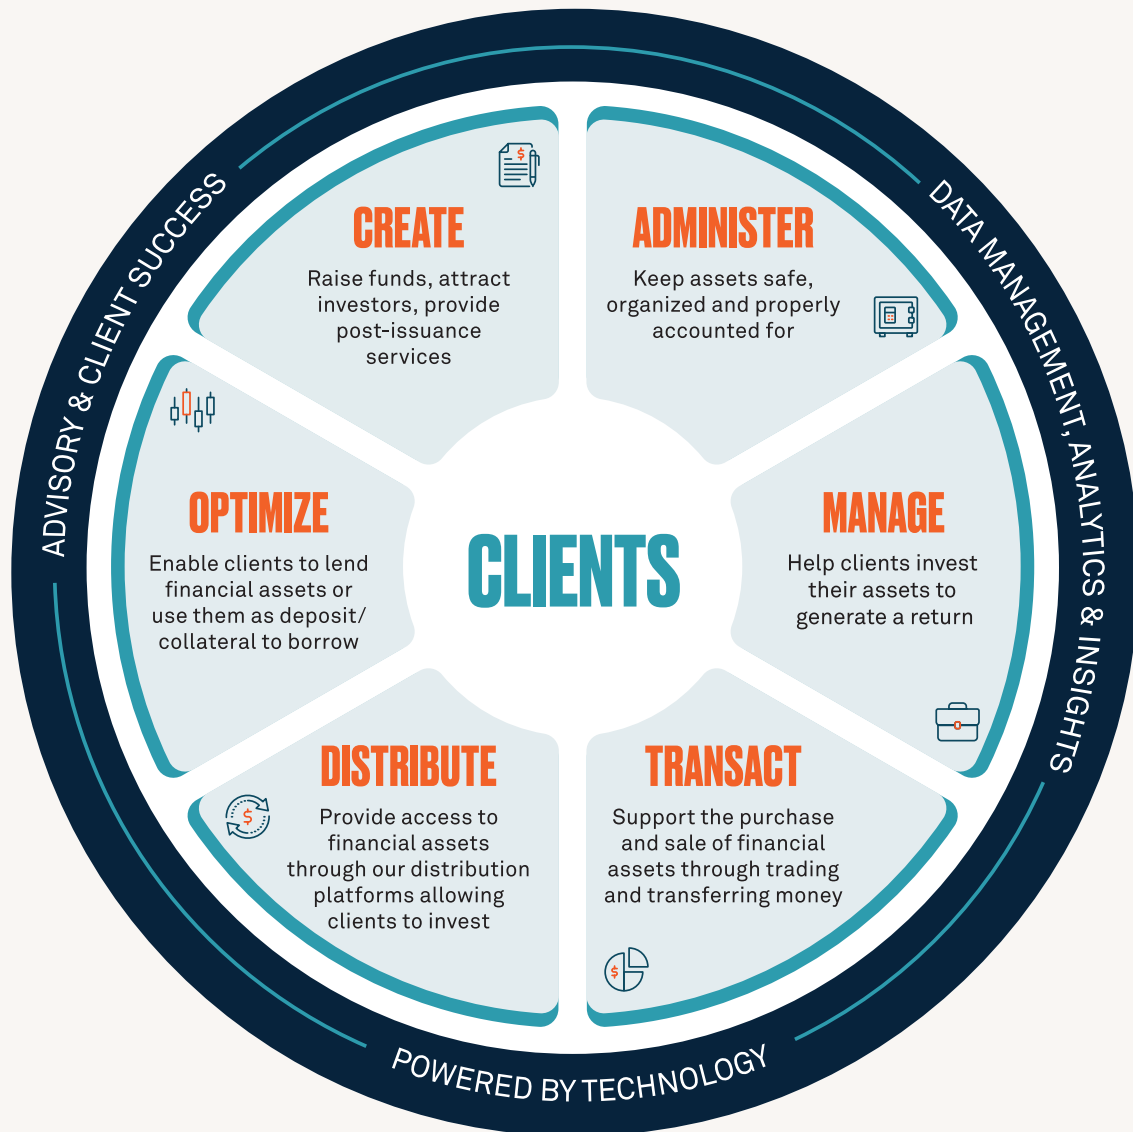 ADVISORY & CLIENT SUCCESS
DATA MANAGEMENT, ANALYTICS & INSIGHTS
POWERED BY TECHNOLOGY
CREATE
Raise funds, attract
investors, provide
post-issuance
services
$
ADMINISTER
Keep assets safe,
organized and properly
accounted for
OPTIMIZE
Enable clients to lend
financial assets or
use them as deposit/
collateral to borrow
CLIENTS
MANAGE
Help clients invest
their assets to
generate a return
DISTRIBUTE
Provide access to
financial assets
through our distribution
platforms allowing
clients to invest
$
TRANSACT
Support the purchase
and sale of financial
assets through trading
and transferring money
$